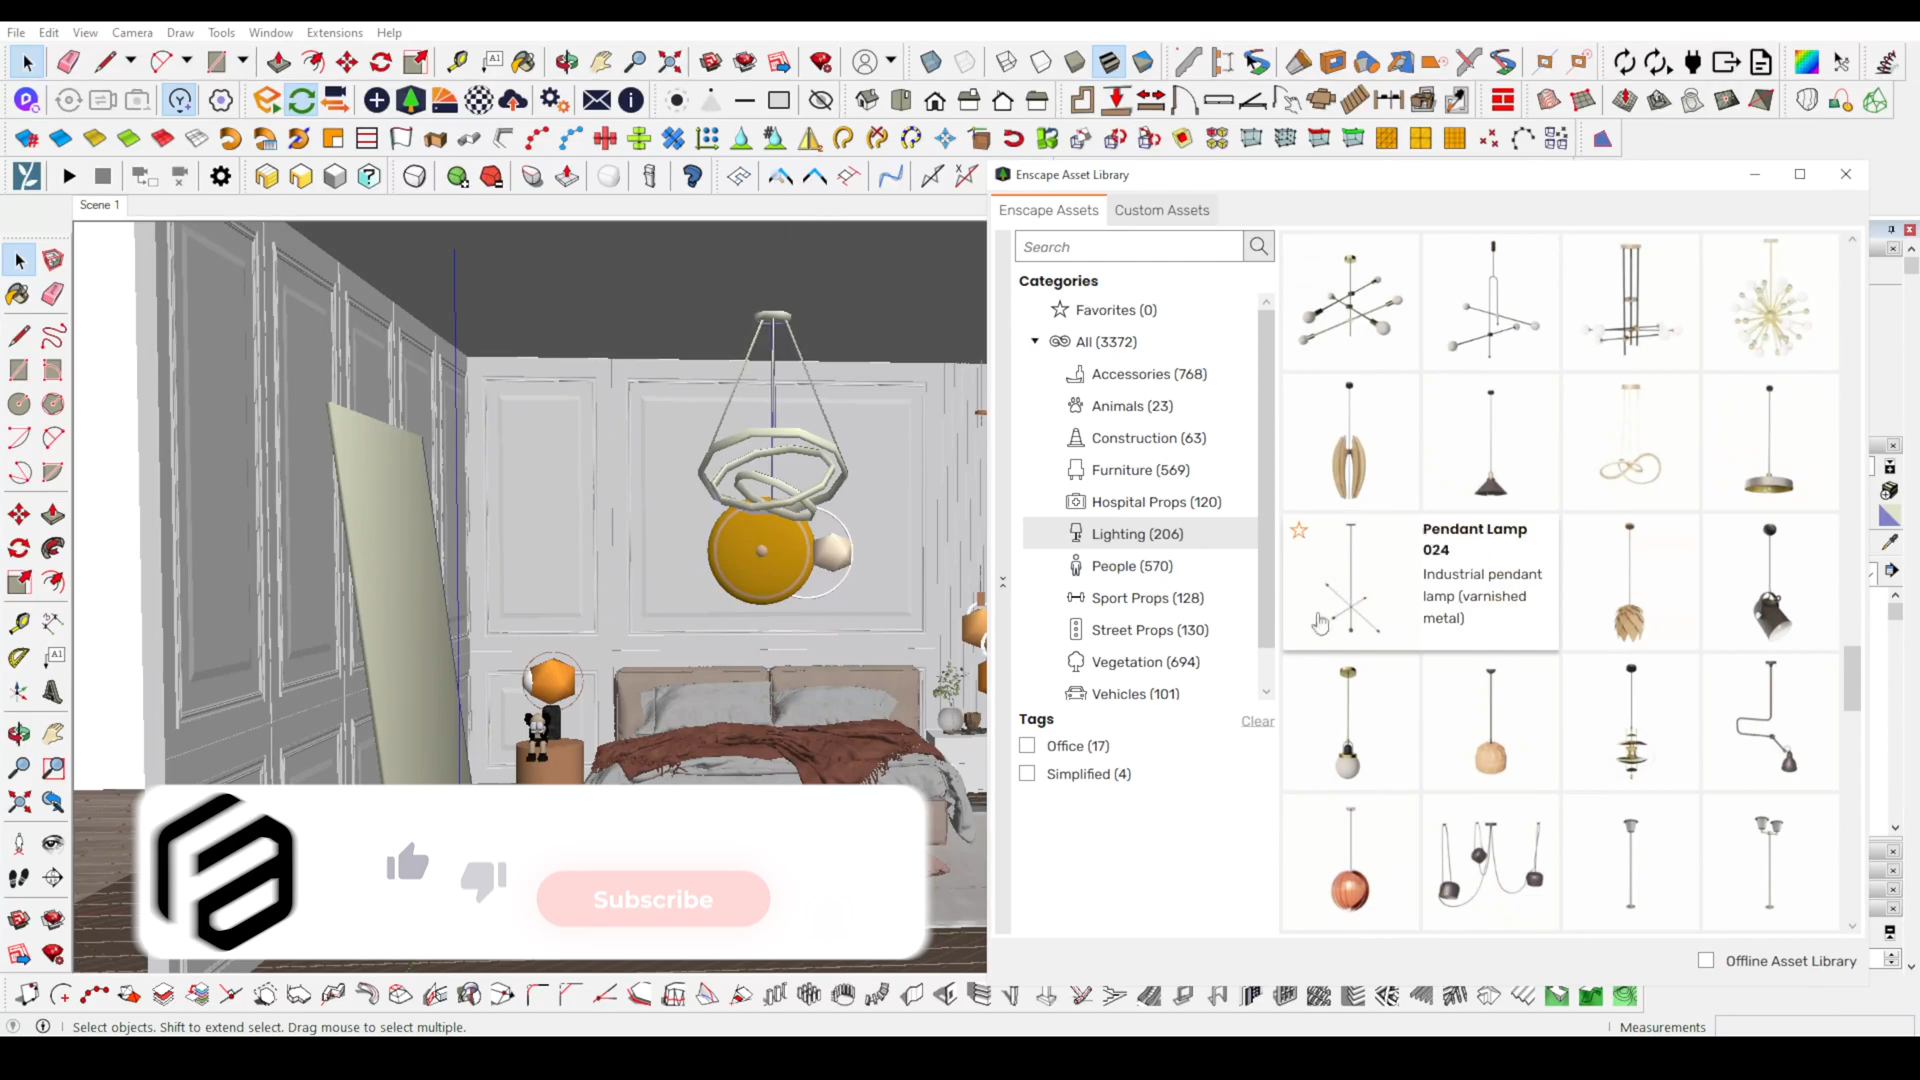 File Edit View Camera Draw Tools Window Extensions Help
Scene 1
Enscape Asset Library
Enscape Assets Custom Assets
Search
Categories
Favorites (0)
All (3372)
Accessories (768)
Animals (23)
Construction (63)
Furniture (569)
Hospital Props (120)
Lighting (206)
People (570)
Sport Props (128)
Street Props (130)
Vegetation (694)
Vehicles (101)
Tags Clear
Office (17)
Simplified (4)
Pendant Lamp
024
Industrial pendant
lamp (varnished
metal)
Offline Asset Library
Subscribe
Select objects. Shift to extend select. Drag mouse to select multiple.
Measurements